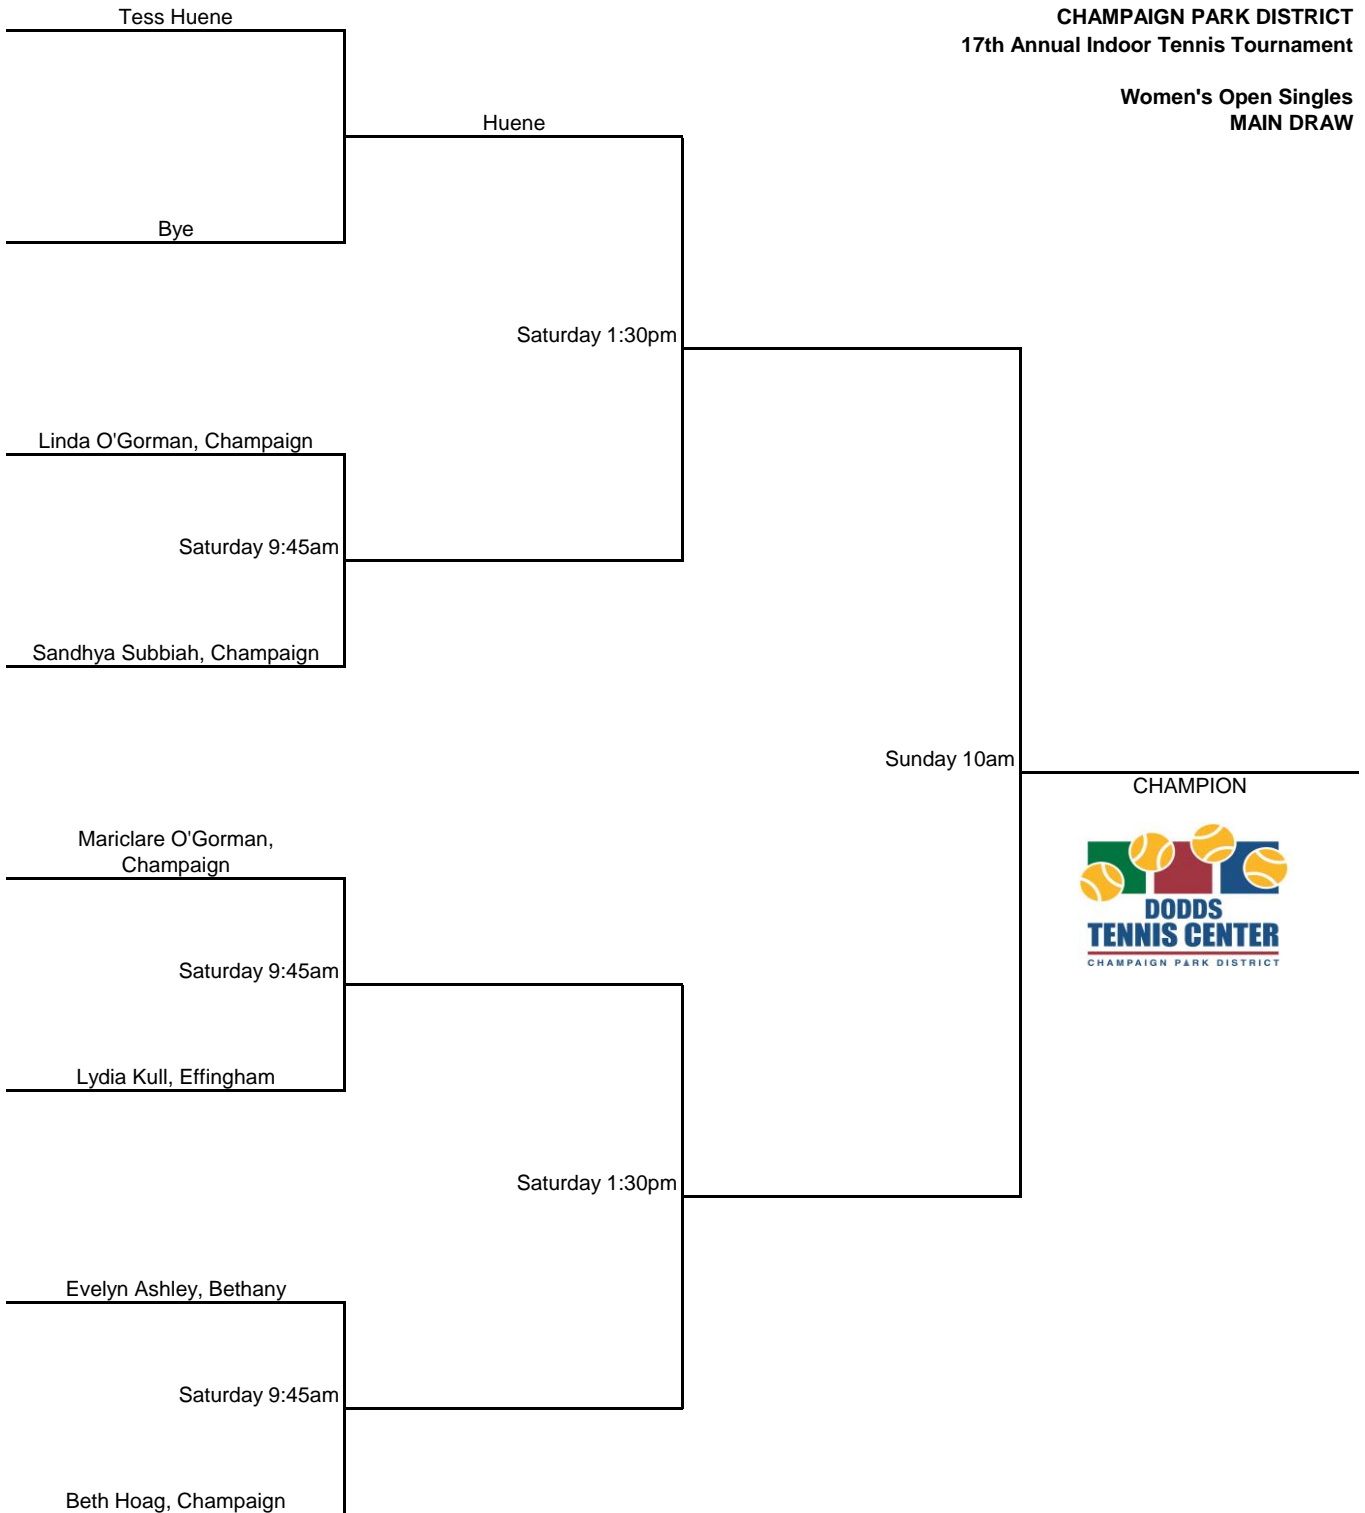 Tess Huene
CHAMPAIGN PARK DISTRICT
17th Annual Indoor Tennis Tournament
Women's Open Singles
MAIN DRAW
Huene
Bye
Saturday 1:30pm
Linda O'Gorman, Champaign
Saturday 9:45am
Sandhya Subbiah, Champaign
Sunday 10am
CHAMPION
Mariclare O'Gorman,
Champaign
DODDS
TENNIS CENTER
CHAMPAIGN PARK DISTRICT
Saturday 9:45am
Lydia Kull, Effingham
Saturday 1:30pm
Evelyn Ashley, Bethany
Saturday 9:45am
Beth Hoag, Champaign